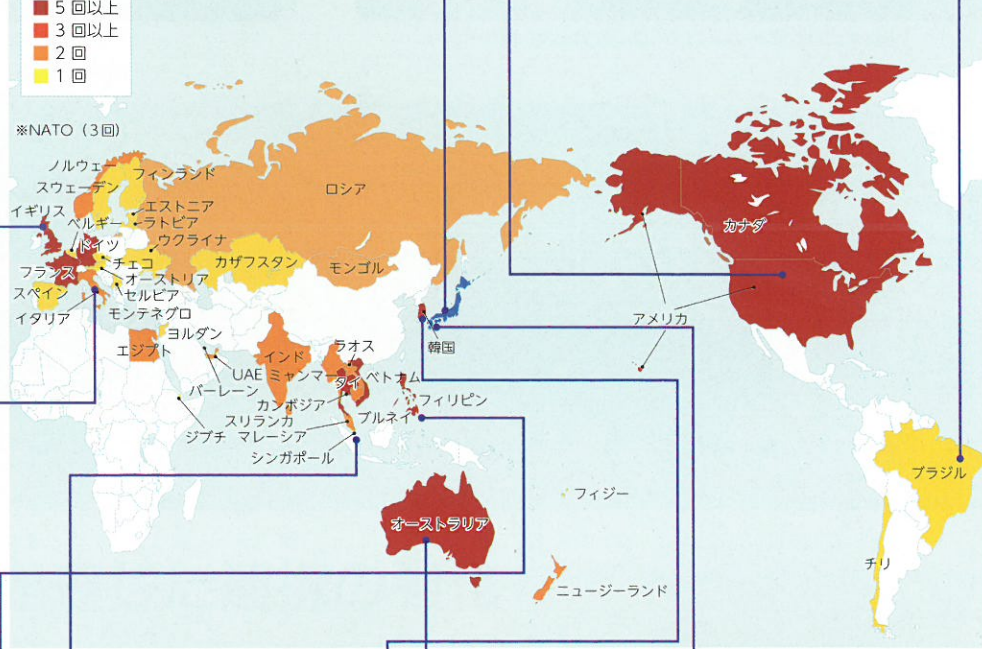 5 回以上
3 回以上
2 回
1 回
※NATO（3回）
ノルウェー
フィンランド
スウェーデン
エストニア
イギリス
ベルギー
ラトビア
ドイツ
ウクライナ
チェコ
フランス
オーストリア
スペイン
セルビア
イタリア
モンテネグロ
ロシア
カザフスタン
モンゴル
ヨルダン
エジプト
インド
ラオス
UAE
ミャンマー
タイ
ベトナム
バーレーン
カンボジア
フィリピン
スリランカ
ブルネイ
ジブチ
マレーシア
シンガポール
韓国
カナダ
アメリカ
オーストラリア
フィジー
ニュージーランド
ブラジル
チリ